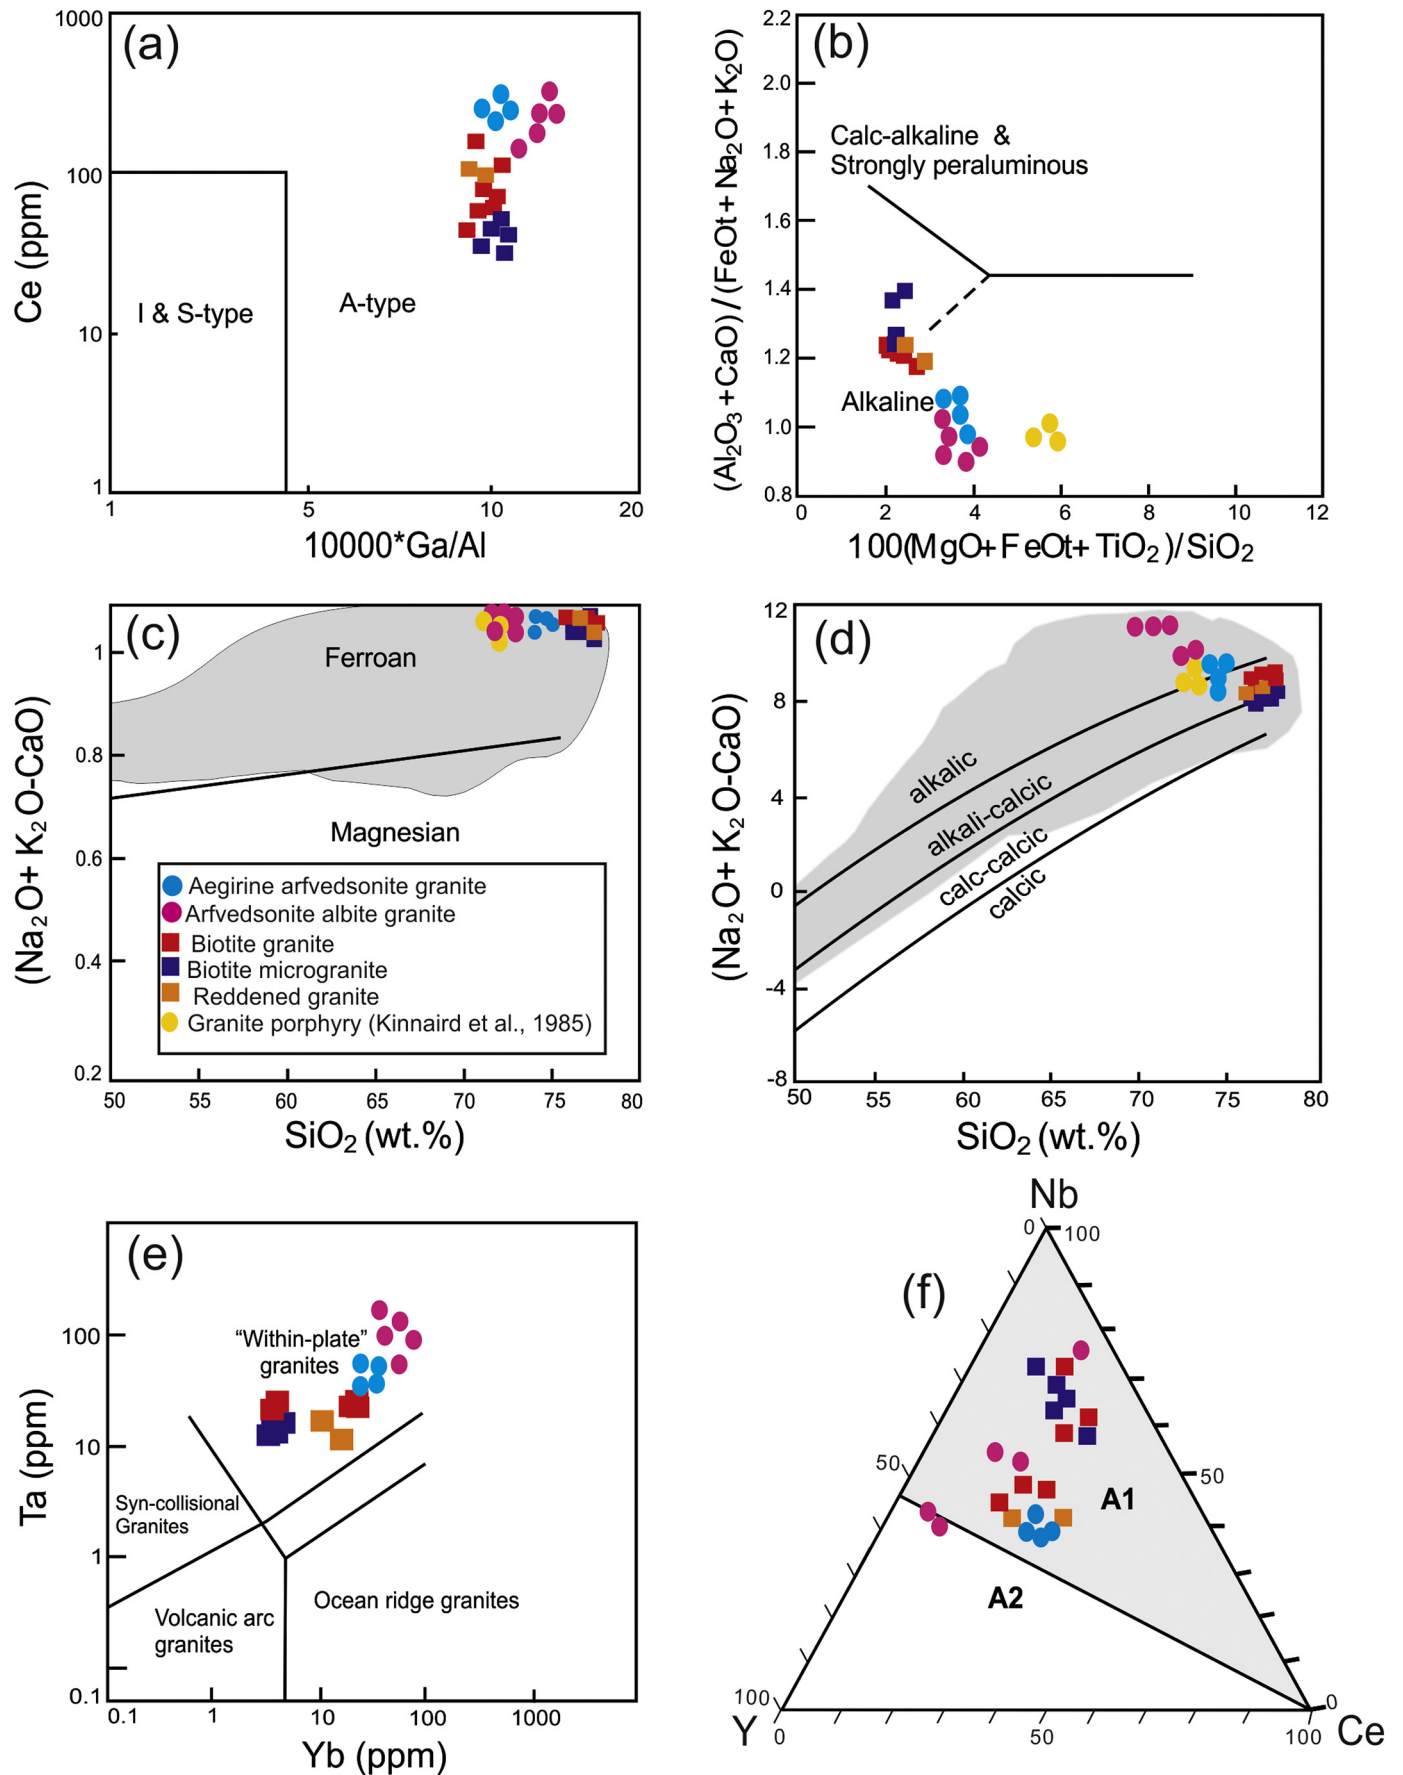 (a)
1000
100
10
1
Ce (ppm)
I & S-type
A-type
1
5
10
20
10000*Ga/Al
(b)
2.2
2.0
1.8
1.6
1.4
1.2
1.0
0.8
(Al₂O₃+CaO)/(FeOt+Na₂O+K₂O)
Calc-alkaline &
Strongly peraluminous
Alkaline
0
2
4
6
8
10
12
100(MgO+FeOt+TiO₂)/SiO₂
(c)
1
0.8
0.6
0.4
0.2
(Na₂O+ K₂O-CaO)
Ferroan
Magnesian
Aegirine arfvedsonite granite
Arfvedsonite albite granite
Biotite granite
Biotite microgranite
Reddened granite
Granite porphyry (Kinnaird et al., 1985)
50
55
60
65
70
75
80
SiO₂ (wt.%)
(d)
12
8
4
0
-4
-8
(Na₂O+ K₂O-CaO)
alkalic
alkali-calcic
calc-calcic
calcic
50
55
60
65
70
75
80
SiO₂ (wt.%)
(e)
100
10
1
0.1
Ta (ppm)
“Within-plate”
granites
Syn-collisional
Granites
Volcanic arc
granites
Ocean ridge granites
0.1
1
10
100
1000
Yb (ppm)
Nb
0
100
(f)
50
50
A1
A2
100
0
Y
0
50
100
Ce